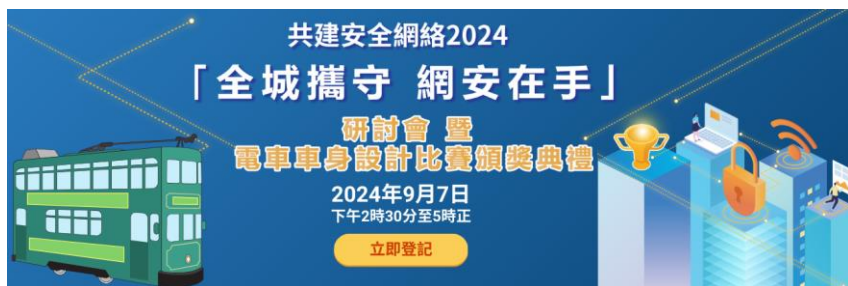 共建安全網絡2024
「全城攜守 網安在手」
研討會 暨
電車車身設計比賽頒獎典禮
2024年9月7日
下午2時30分至5時正
立即登記